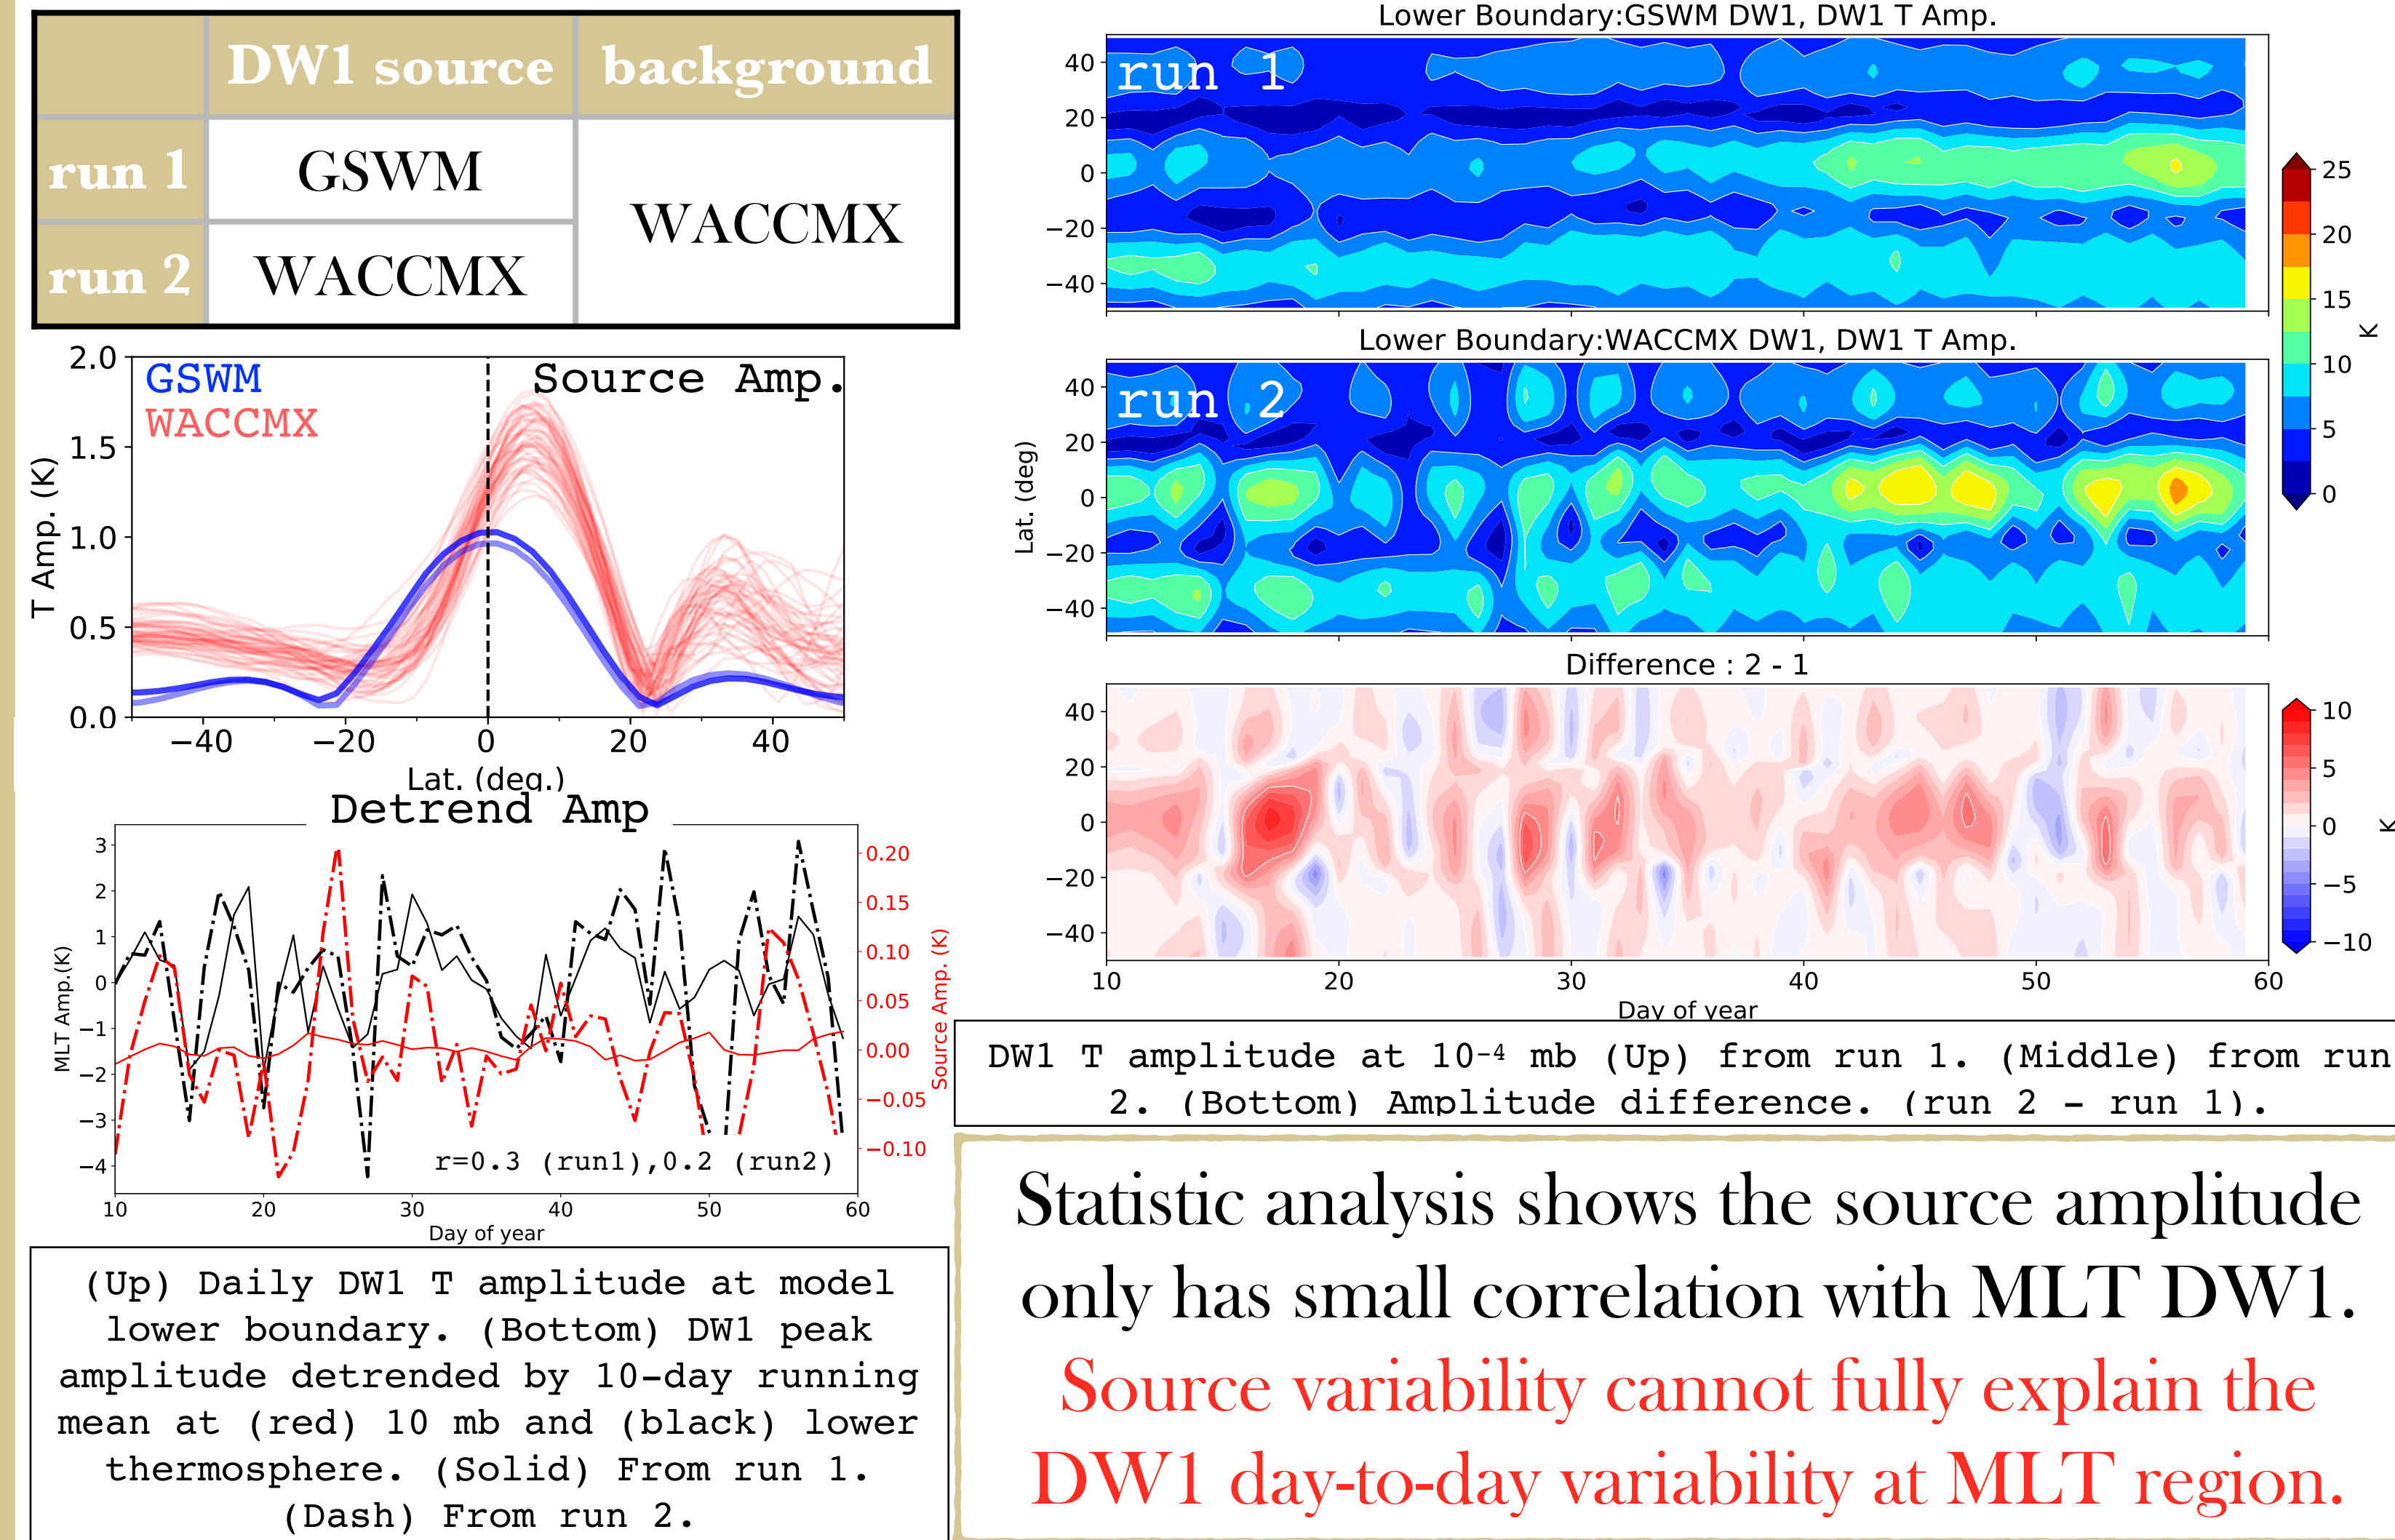 DW1 source background
run 1 GSWM
WACCMX
run 2 WACCMX
2.0
1.5
1.0
0.5
0.0
T Amp. (K)
GSWM
WACCMX
Source Amp.
−40 −20 0 20 40
Lat. (deg.)
Detrend Amp
3
2
1
0
−1
−2
−3
−4
MLT Amp.(K)
0.20
0.15
0.10
0.05
0.00
−0.05
−0.10
Source Amp. (K)
r=0.3 (run1),0.2 (run2)
10 20 30 40 50 60
Day of year
(Up) Daily DW1 T amplitude at model
lower boundary. (Bottom) DW1 peak
amplitude detrended by 10-day running
mean at (red) 10 mb and (black) lower
thermosphere. (Solid) From run 1.
(Dash) From run 2.
Lower Boundary:GSWM DW1, DW1 T Amp.
run 1
40
20
0
−20
−40
Lower Boundary:WACCMX DW1, DW1 T Amp.
run 2
40
20
0
−20
−40
Lat. (deg)
25
20
15
10
5
0
K
Difference : 2 - 1
40
20
0
−20
−40
10 20 30 40 50 60
Day of year
10
5
0
−5
−10
K
DW1 T amplitude at 10⁻⁴ mb (Up) from run 1. (Middle) from run
2. (Bottom) Amplitude difference. (run 2 - run 1).
Statistic analysis shows the source amplitude
only has small correlation with MLT DW1.
Source variability cannot fully explain the
DW1 day-to-day variability at MLT region.